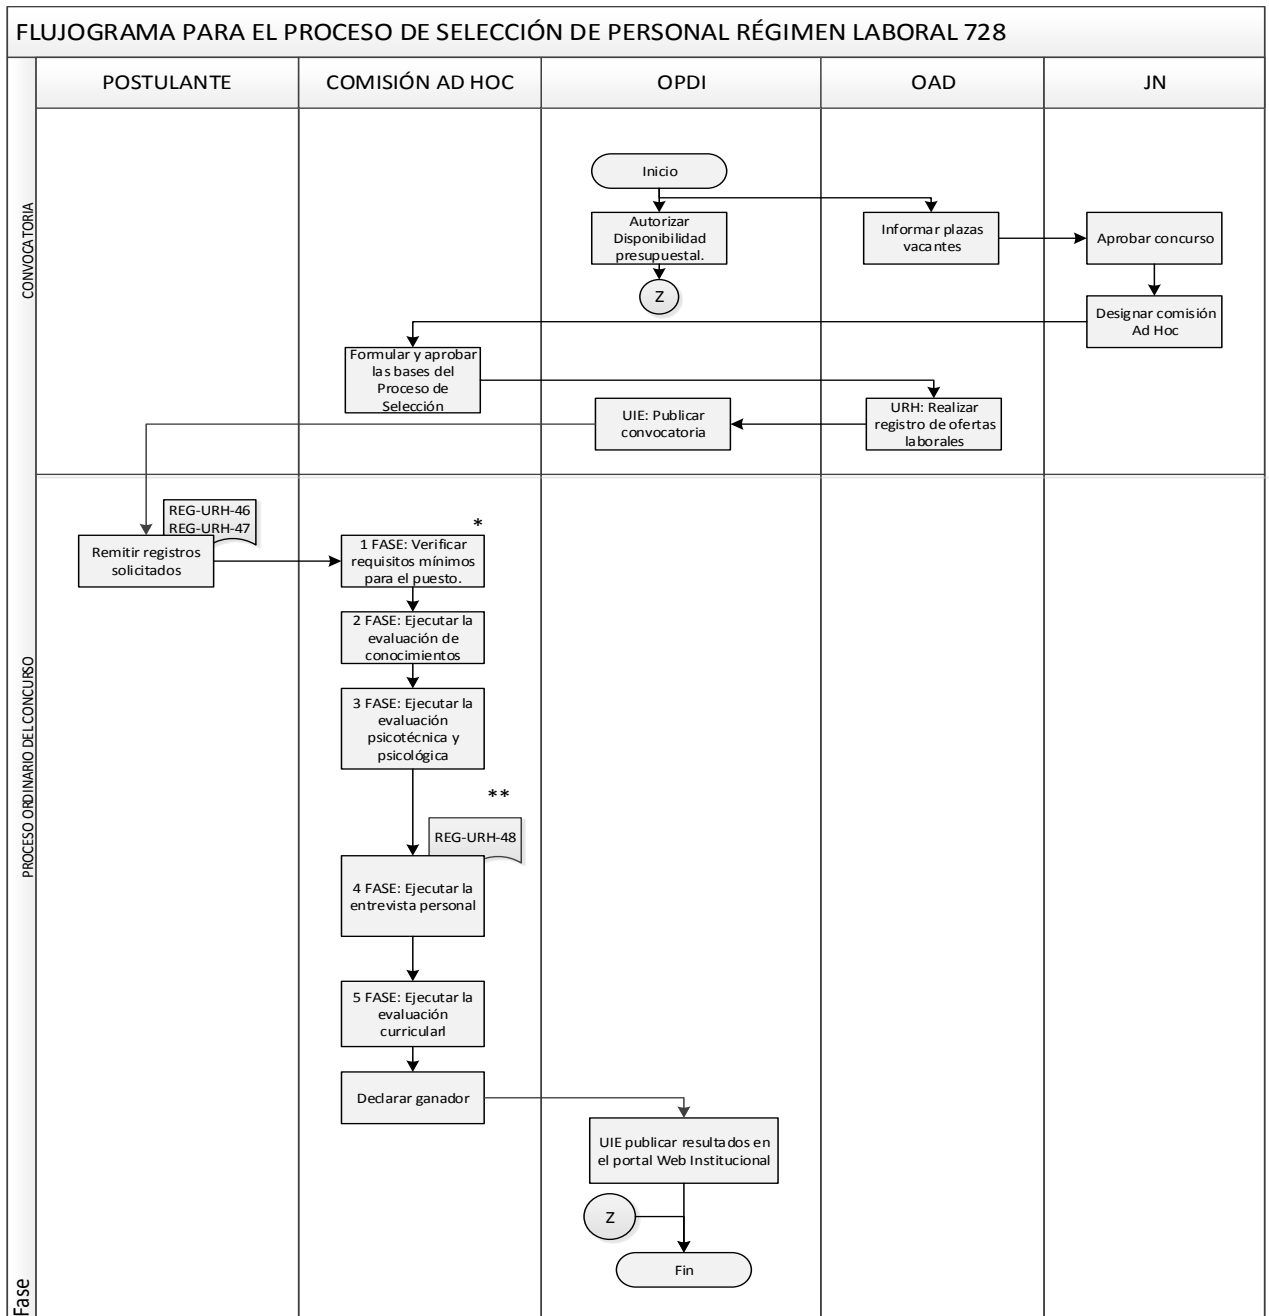 FLUJOGRAMA PARA EL PROCESO DE SELECCIÓN DE PERSONAL RÉGIMEN LABORAL 728
POSTULANTE
COMISIÓN AD HOC
OPDI
OAD
JN
CONVOCATORIA
Inicio
Autorizar
Disponibilidad
presupuestal.
Informar plazas
vacantes
Aprobar concurso
Z
Designar comisión
Ad Hoc
Formular y aprobar
las bases del
Proceso de
Selección
UIE: Publicar
convocatoria
URH: Realizar
registro de ofertas
laborales
PROCESO ORDINARIO DEL CONCURSO
REG-URH-46
REG-URH-47
Remitir registros
solicitados
*
1 FASE: Verificar
requisitos mínimos
para el puesto.
2 FASE: Ejecutar la
evaluación de
conocimientos
3 FASE: Ejecutar la
evaluación
psicotécnica y
psicológica
**
REG-URH-48
4 FASE: Ejecutar la
entrevista personal
5 FASE: Ejecutar la
evaluación
curricularl
Declarar ganador
UIE publicar resultados en
el portal Web Institucional
Z
Fin
Fase